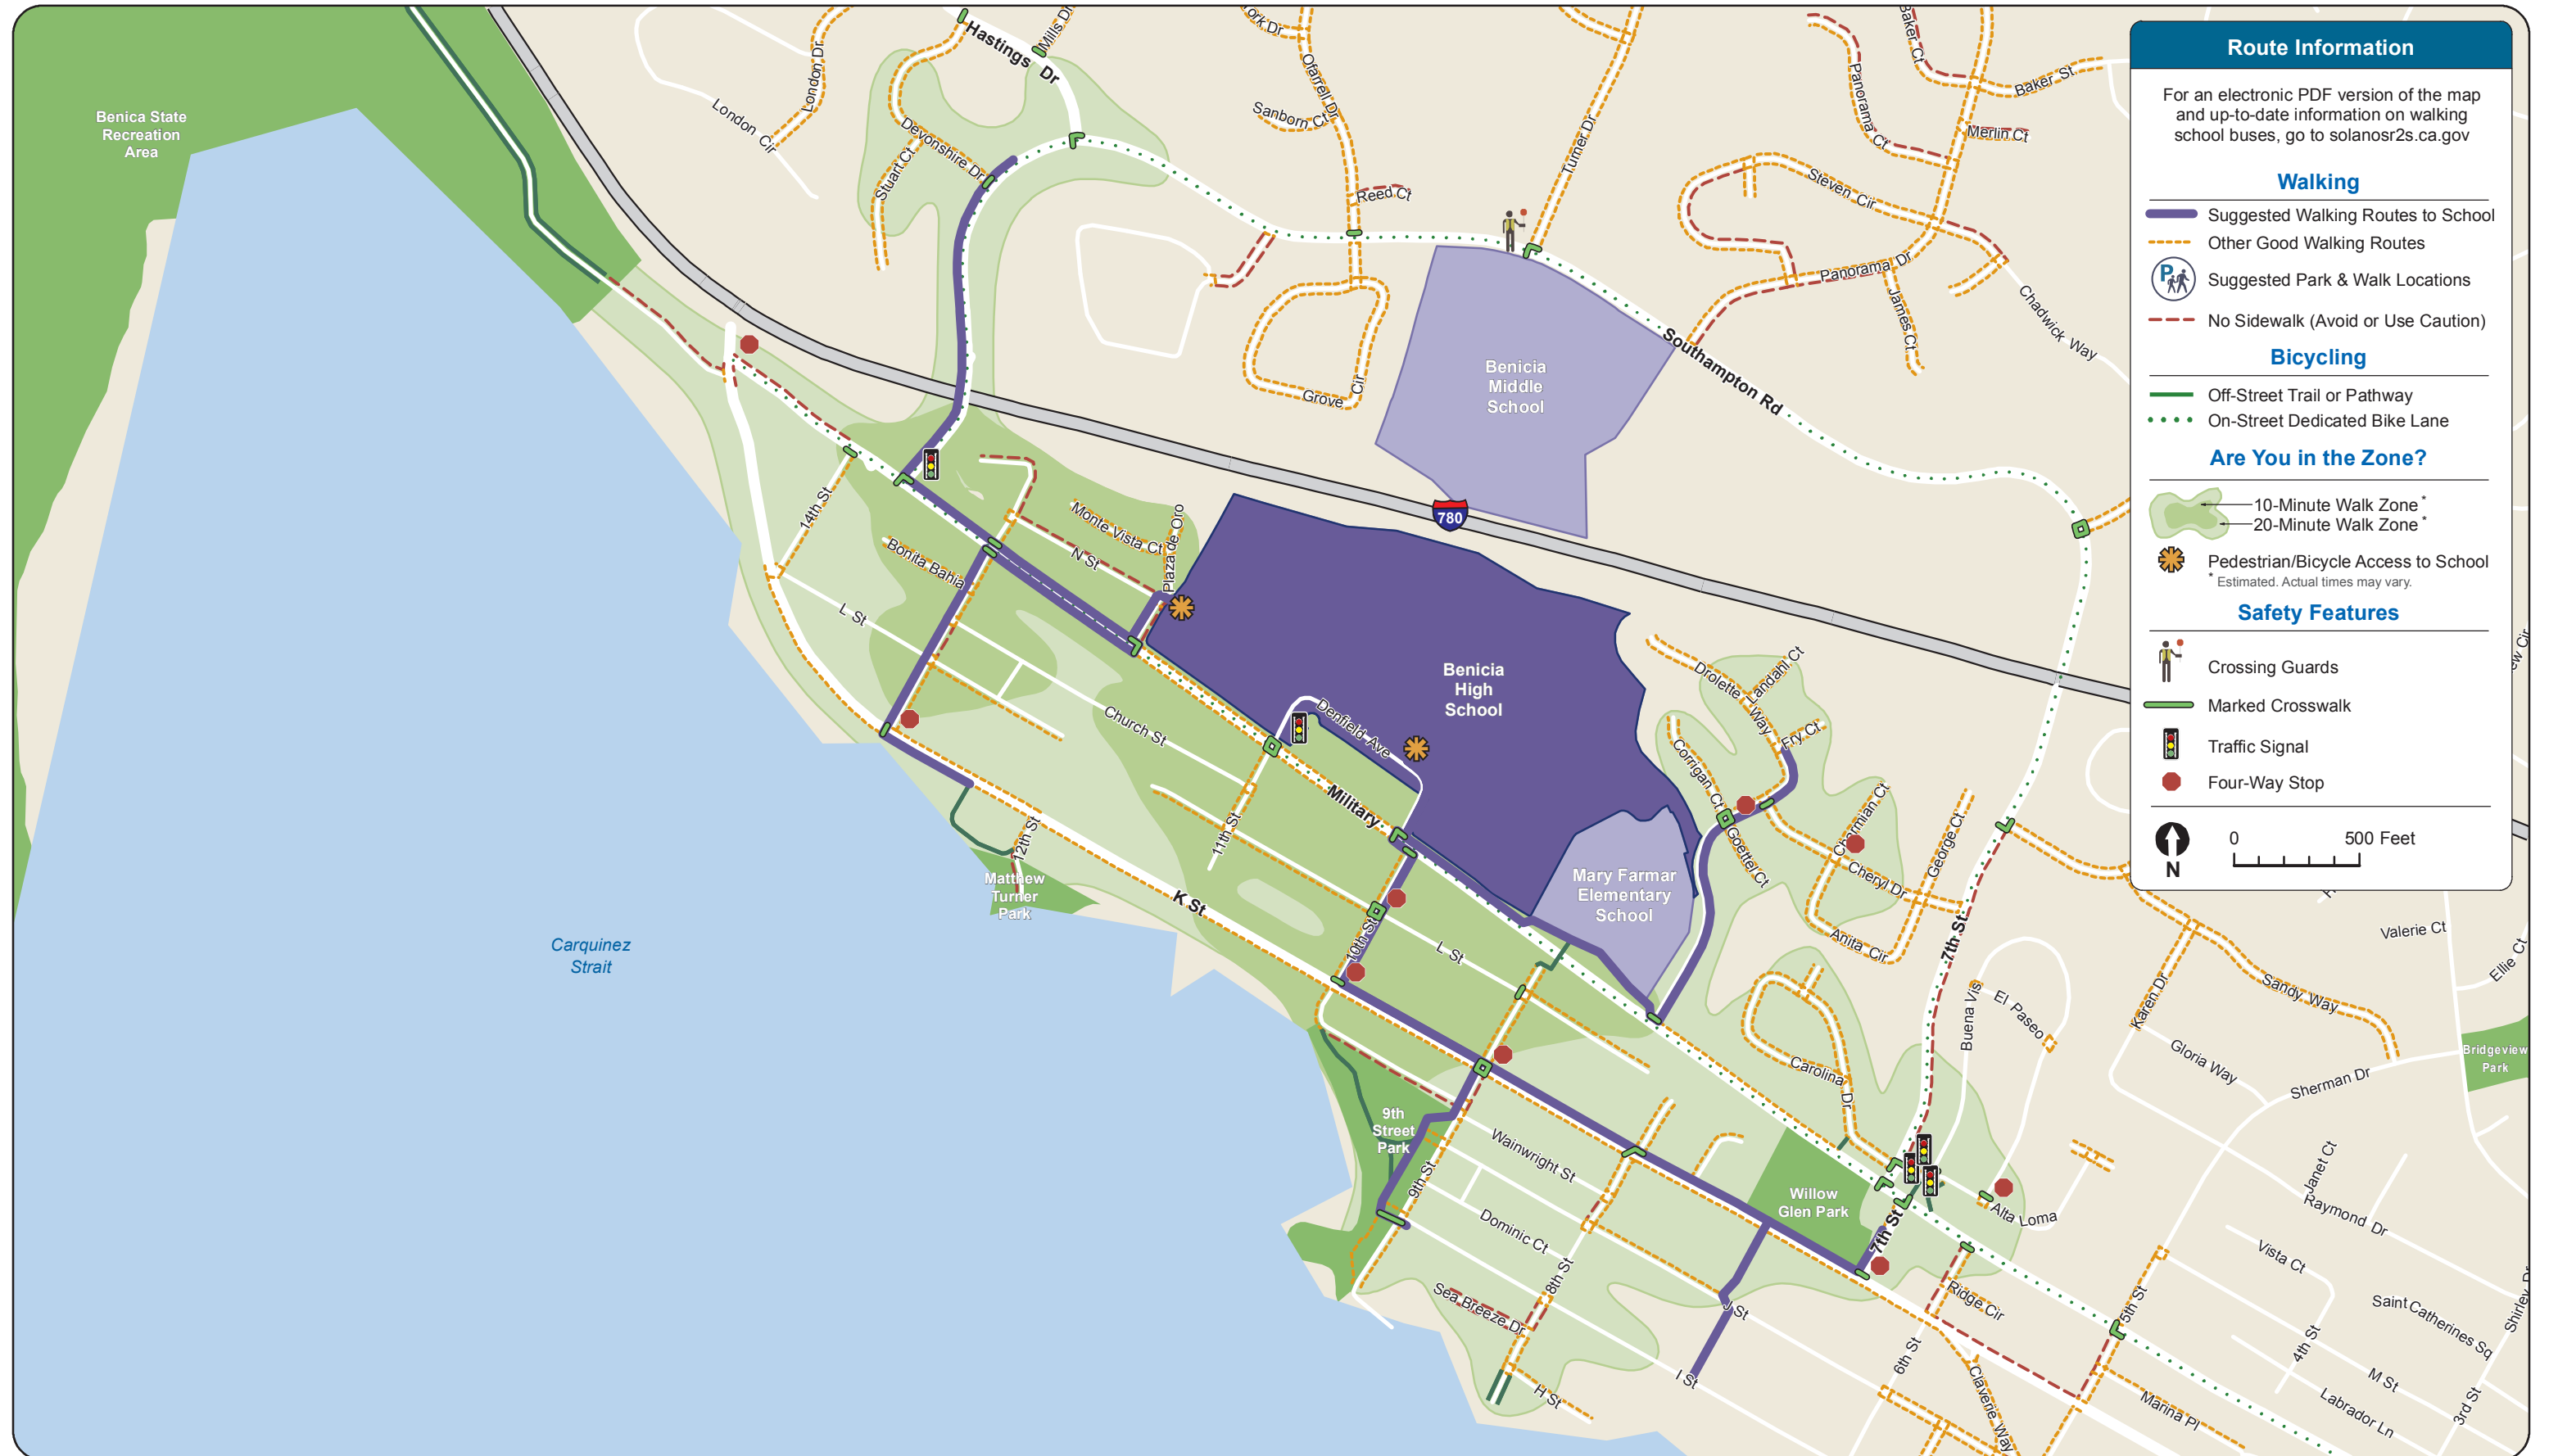 Benica State
Recreation
Area
London Dr
London Cir
Hastings Dr
Mills Dr
Devonshire Dr
Stuart Ct
York Dr
Ofarrell Dr
Sanborn Ct
Reed Ct
Turner Dr
Grove Cir
Panorama Ct
Baker Ct
Baker St
Merlin Ct
Steven Cir
Panorama Dr
James Ct
Chadwick Way
Southampton Rd
Benicia
Middle
School
780
14th St
Bonita Bahia
L St
Monte Vista Ct
N St
Plaza de Oro
Benicia
High
School
Denfield Ave
Church St
Military
11th St
12th St
Matthew
Turner
Park
K St
10th St
L St
Carquinez
Strait
Mary Farmar
Elementary
School
Drolette Way
Landahl Ct
Fry Ct
Corrigan Ct
Goettel Ct
Charmian Ct
Cheryl Dr
George Ct
Anita Cir
7th St
Buena Vis
El Paseo
Carolina Dr
9th
Street
Park
9th St
Wainwright St
Dominic Ct
Sea Breeze Dr
8th St
H St
I St
J St
Willow
Glen Park
7th St
Alta Loma
Ridge Cir
6th St
Claverie Way
5th St
Marina Pl
4th St
3rd St
M St
Labrador Ln
Saint Catherines Sq
Shirley Dr
Vista Ct
Raymond Dr
Janet Ct
Sherman Dr
Gloria Way
Karen Dr
Sandy Way
Valerie Ct
Ellie Ct
Bridgeview
Park
Route Information
For an electronic PDF version of the map
and up-to-date information on walking
school buses, go to solanosr2s.ca.gov
Walking
Suggested Walking Routes to School
Other Good Walking Routes
P
Suggested Park & Walk Locations
No Sidewalk (Avoid or Use Caution)
Bicycling
Off-Street Trail or Pathway
On-Street Dedicated Bike Lane
Are You in the Zone?
10-Minute Walk Zone *
20-Minute Walk Zone *
Pedestrian/Bicycle Access to School
* Estimated. Actual times may vary.
Safety Features
Crossing Guards
Marked Crosswalk
Traffic Signal
Four-Way Stop
0 500 Feet
N